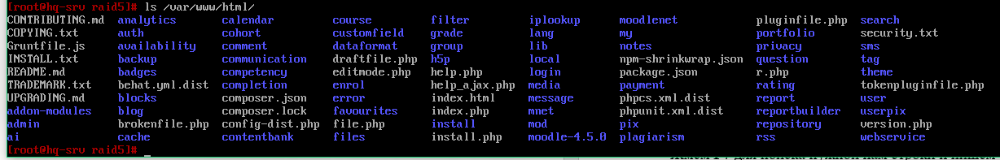 [root@hq-srv raid5]# ls /var/www/html/
CONTRIBUTING.md analytics calendar course filter iplookup moodlenet pluginfile.php search
COPYING.txt auth cohort customfield grade lang my portfolio security.txt
Gruntfile.js availability comment dataformat group lib notes privacy sms
INSTALL.txt backup communication draftfile.php h5p local npm-shrinkwrap.json question tag
README.md badges competency editmode.php help.php login package.json r.php theme
TRADEMARK.txt behat.yml.dist completion enrol help_ajax.php media payment rating tokenpluginfile.php
UPGRADING.md blocks composer.json error index.html message phpcs.xml.dist report user
addon-modules blog composer.lock favourites index.php mnet phpunit.xml.dist reportbuilder userpix
admin brokenfile.php config-dist.php file.php install mod pix repository version.php
ai cache contentbank files install.php moodle-4.5.0 plagiarism rss webservice
[root@hq-srv raid5]# _